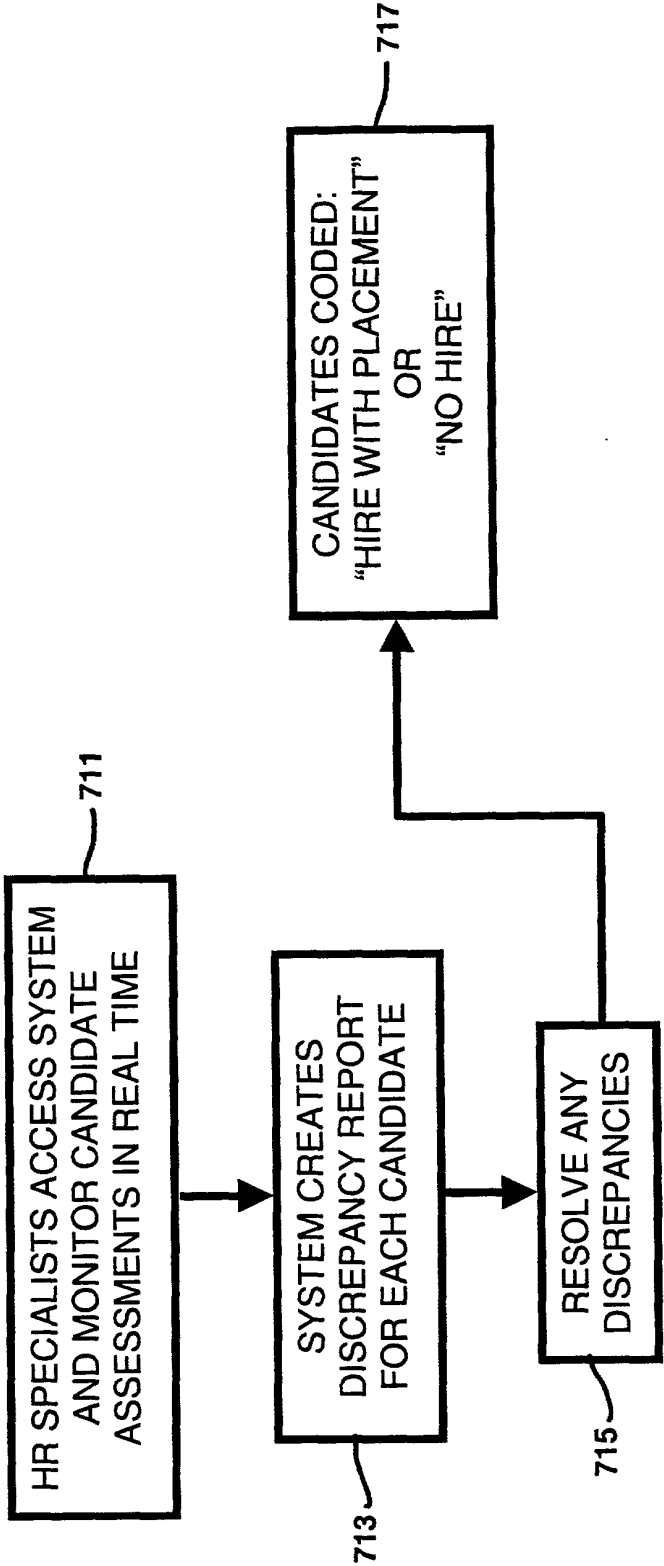 HR SPECIALISTS ACCESS SYSTEM
AND MONITOR CANDIDATE
ASSESSMENTS IN REAL TIME
711
SYSTEM CREATES
DISCREPANCY REPORT
FOR EACH CANDIDATE
713
RESOLVE ANY
DISCREPANCIES
715
CANDIDATES CODED:
“HIRE WITH PLACEMENT”
OR
“NO HIRE”
717